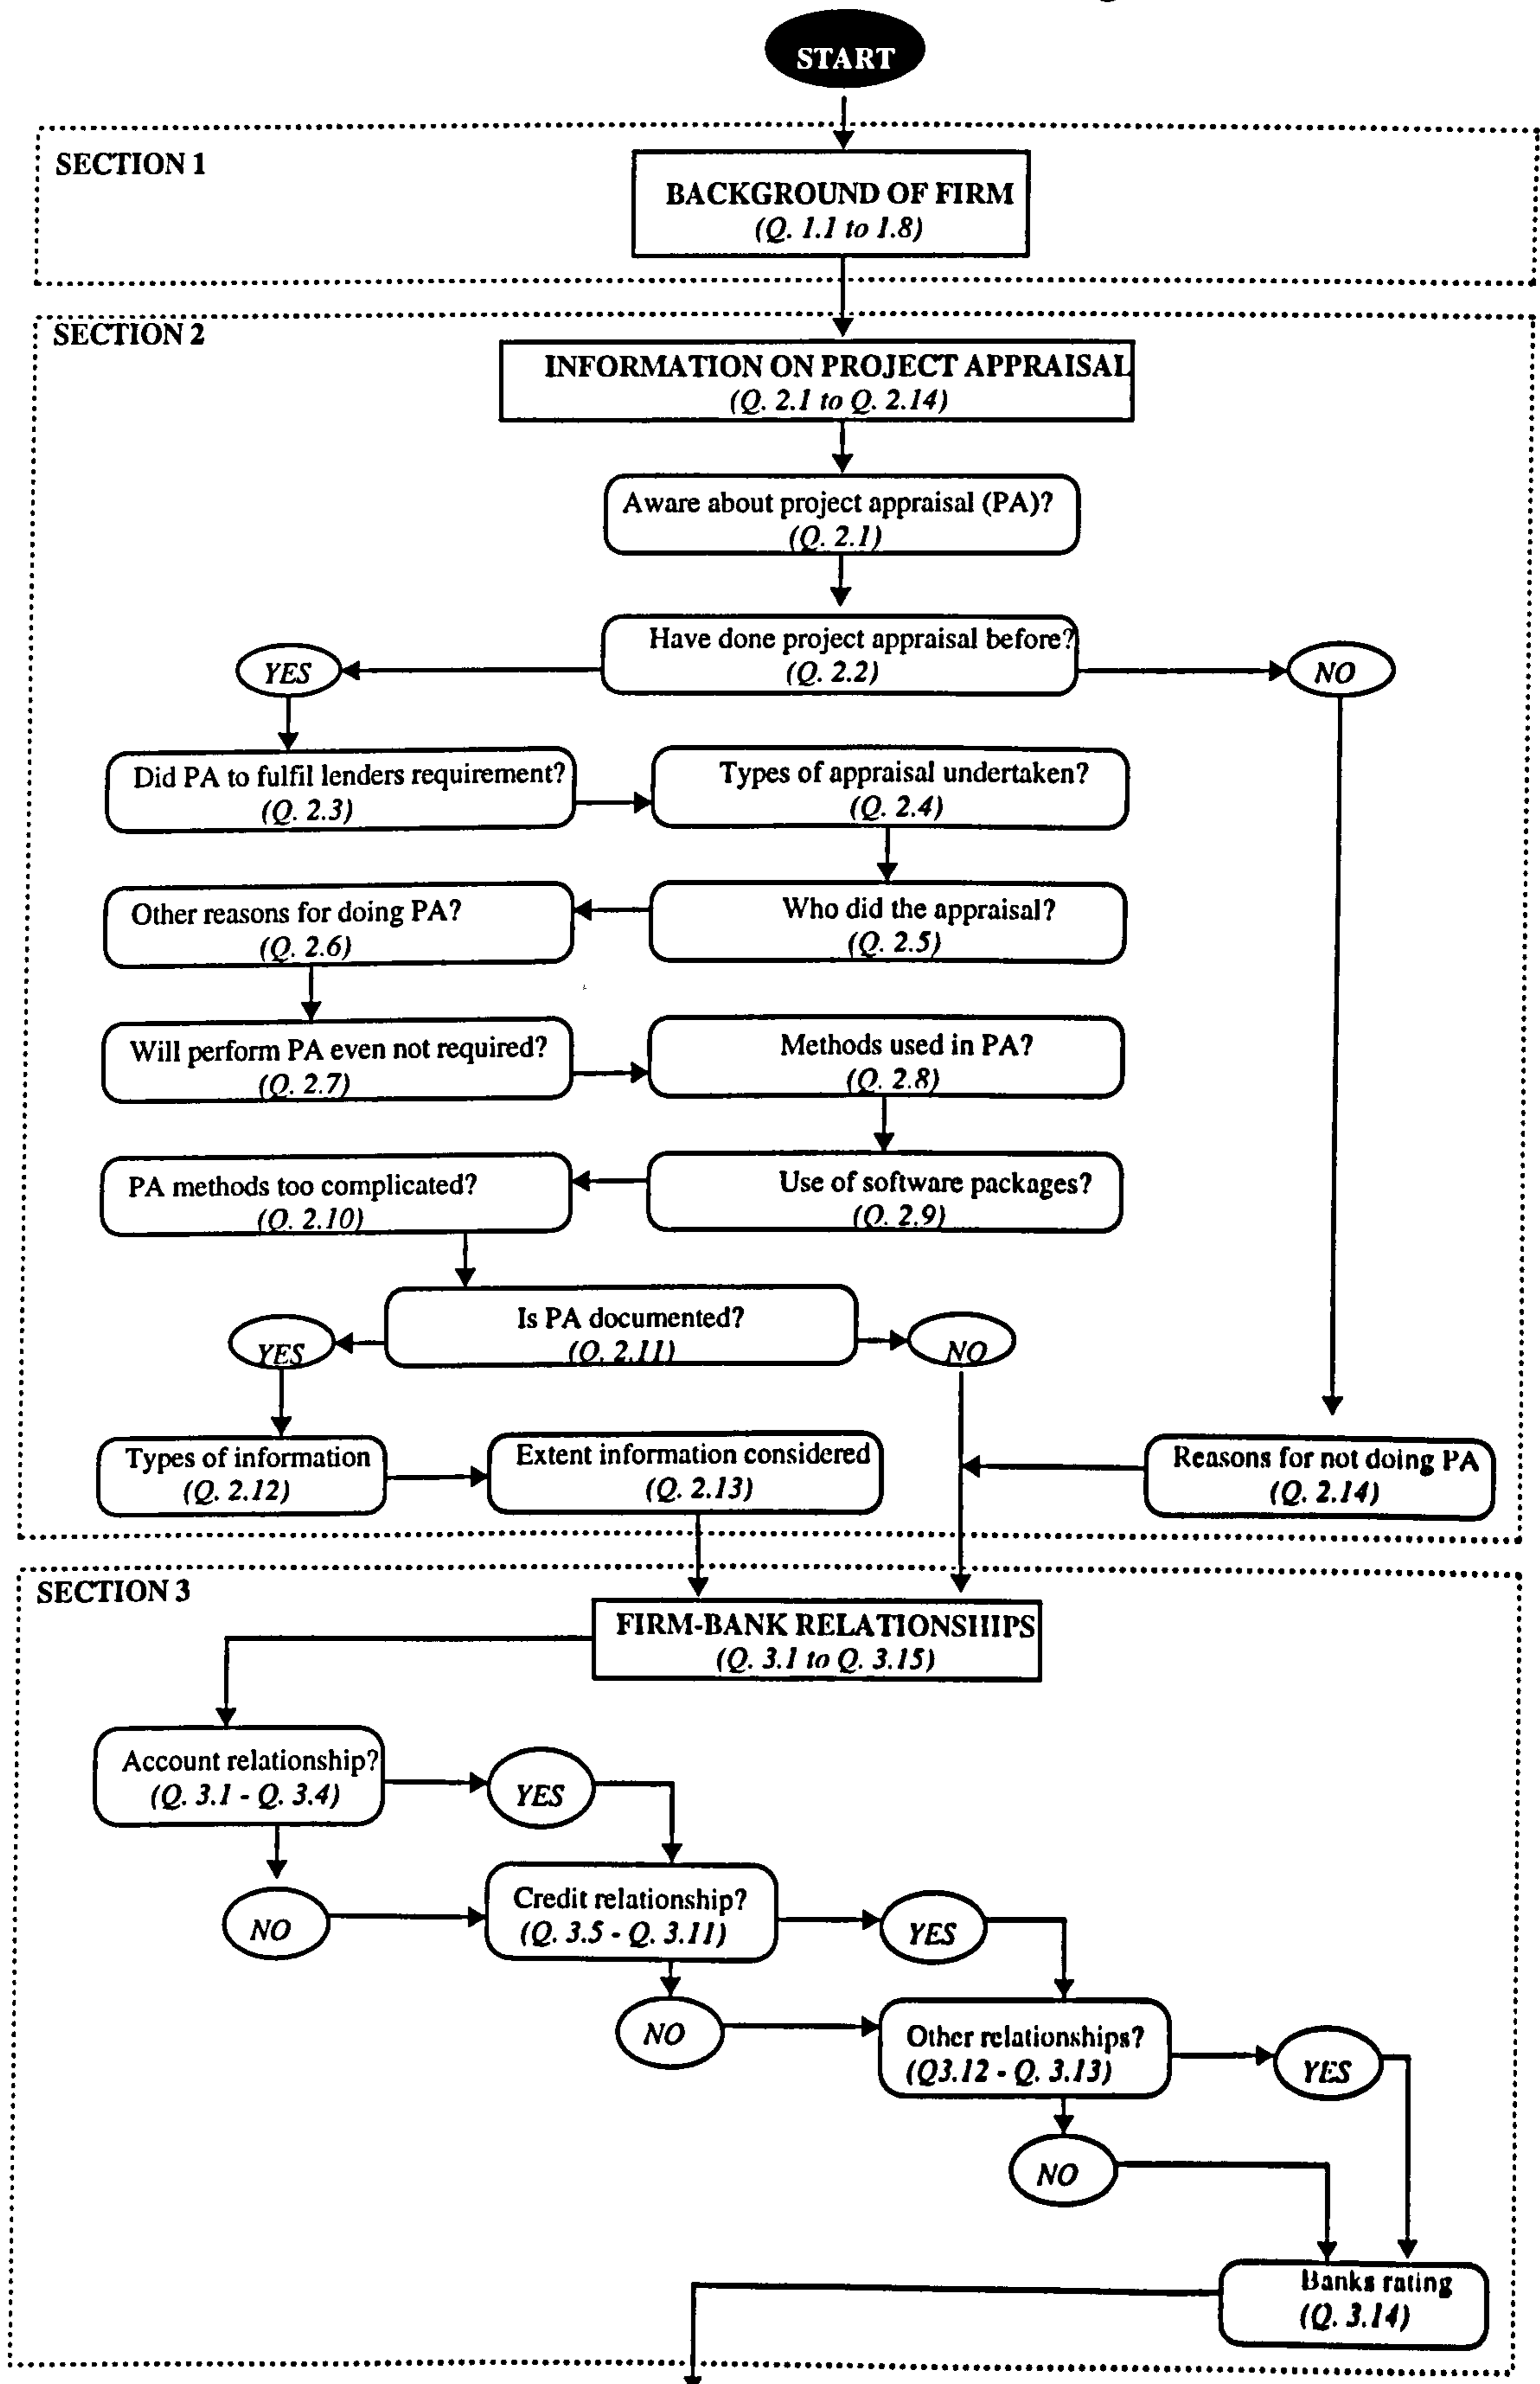 START
SECTION 1
BACKGROUND OF FIRM
(Q. 1.1 to 1.8)
SECTION 2
INFORMATION ON PROJECT APPRAISAL
(Q. 2.1 to Q. 2.14)
Aware about project appraisal (PA)?
(Q. 2.1)
Have done project appraisal before?
(Q. 2.2)
YES
NO
Did PA to fulfil lenders requirement?
(Q. 2.3)
Types of appraisal undertaken?
(Q. 2.4)
Who did the appraisal?
(Q. 2.5)
Other reasons for doing PA?
(Q. 2.6)
Will perform PA even not required?
(Q. 2.7)
Methods used in PA?
(Q. 2.8)
Use of software packages?
(Q. 2.9)
PA methods too complicated?
(Q. 2.10)
Is PA documented?
(Q. 2.11)
YES
NO
Types of information
(Q. 2.12)
Extent information considered
(Q. 2.13)
Reasons for not doing PA
(Q. 2.14)
SECTION 3
FIRM-BANK RELATIONSHIPS
(Q. 3.1 to Q. 3.15)
Account relationship?
(Q. 3.1 - Q. 3.4)
YES
NO
Credit relationship?
(Q. 3.5 - Q. 3.11)
YES
NO
Other relationships?
(Q3.12 - Q. 3.13)
YES
NO
Banks rating
(Q. 3.14)